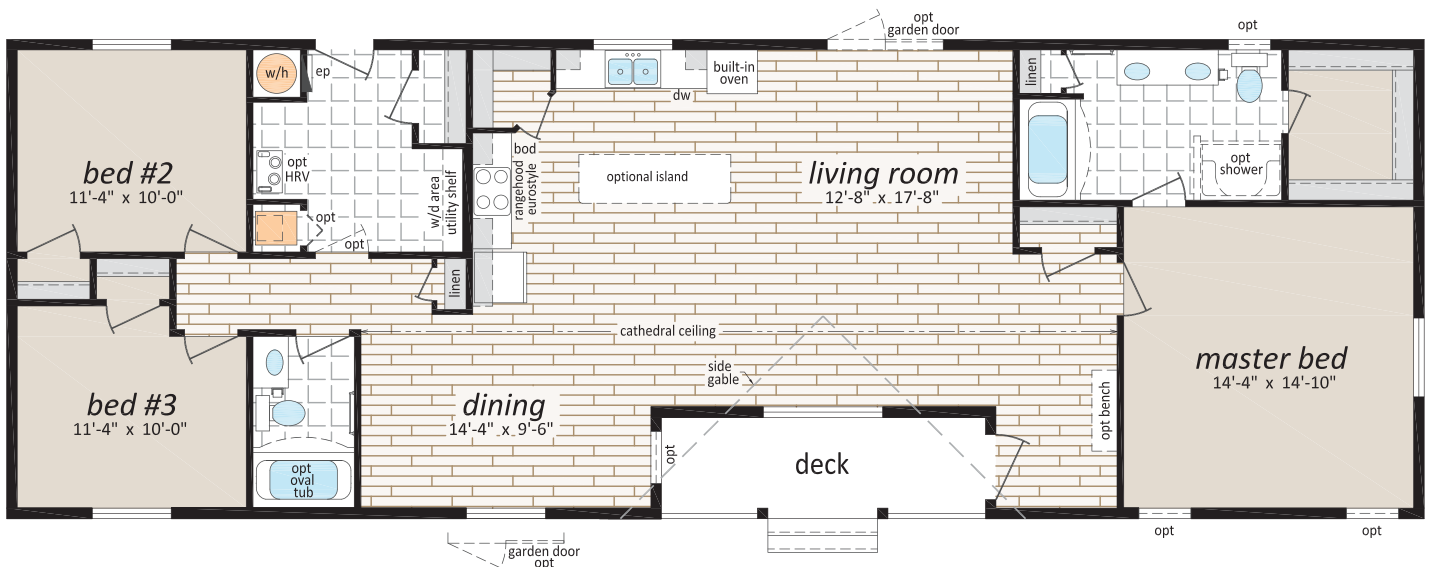 opt
garden door
opt
w/h
ep
built-in
oven
dw
linen
bed #2
11'-4" x 10'-0"
opt
HRV
w/d area
utility shelf
bod
rangehood
eurostyle
optional island
living room
12'-8" x 17'-8"
opt
shower
opt
opt
linen
cathedral ceiling
side
gable
master bed
14'-4" x 14'-10"
bed #3
11'-4" x 10'-0"
dining
14'-4" x 9'-6"
opt bench
opt
deck
opt
oval
tub
garden door
opt
opt
opt